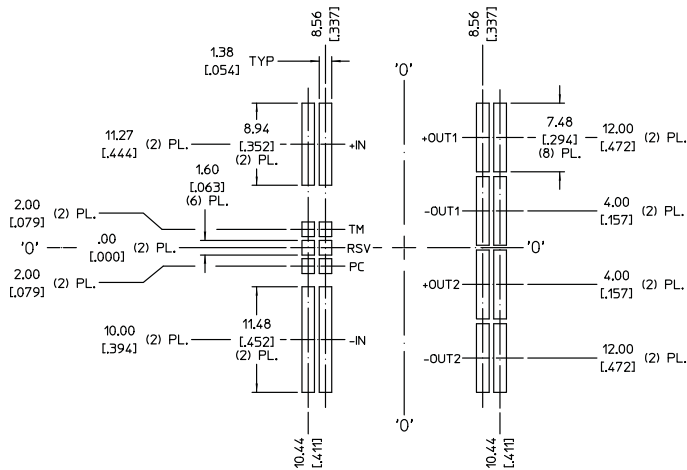 8.56
[.337]
8.56
[.337]
1.38
[.054]
TYP
'0'
11.27
[.444] (2) PL.
8.94
[.352]
(2) PL.
+IN
+OUT1
7.48
[.294]
(8) PL.
12.00
[.472] (2) PL.
1.60
[.063]
(6) PL.
2.00
[.079] (2) PL.
TM
-OUT1
4.00
[.157] (2) PL.
'0'
.00
[.000] (2) PL.
RSV
'0'
2.00
[.079] (2) PL.
PC
+OUT2
4.00
[.157] (2) PL.
10.00
[.394] (2) PL.
11.48
[.452]
(2) PL.
-IN
-OUT2
12.00
[.472] (2) PL.
'0'
10.44
[.411]
10.44
[.411]